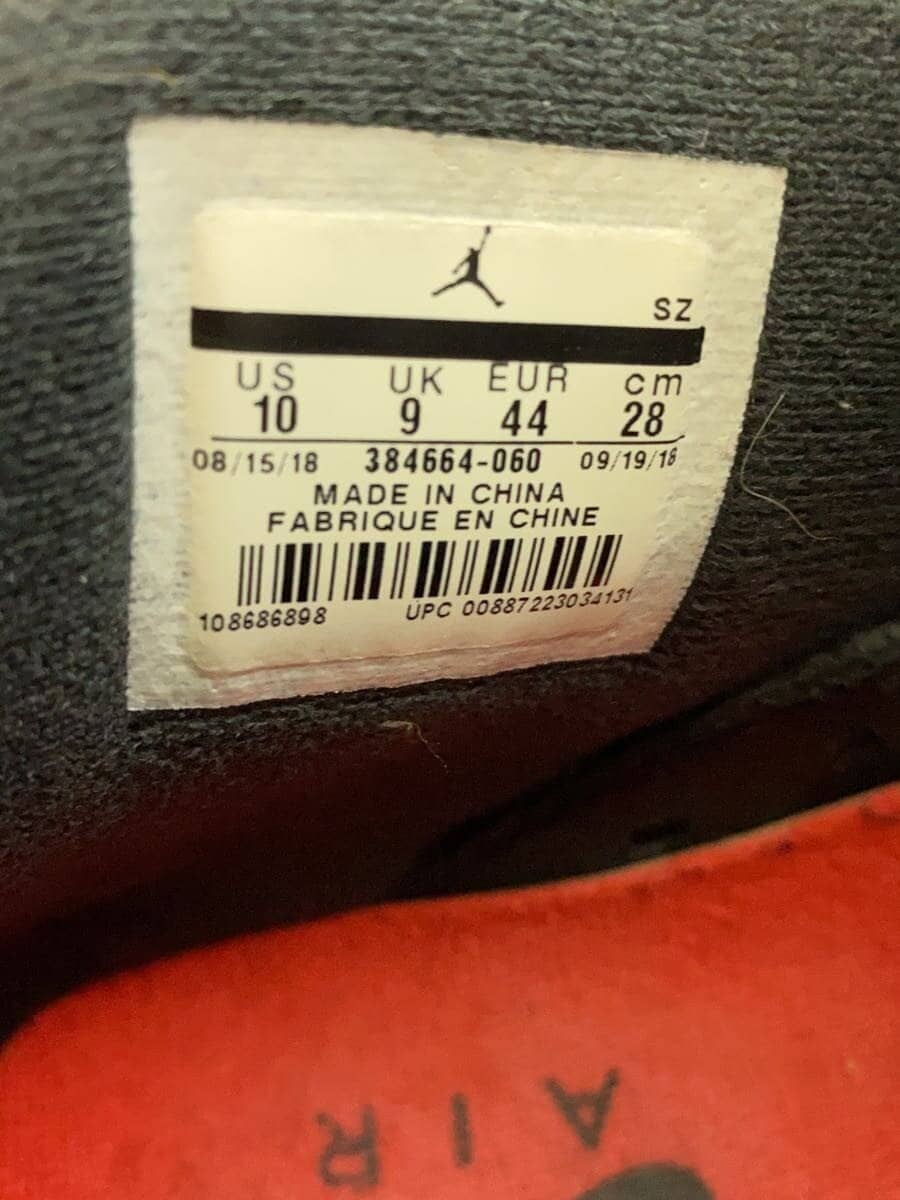 SZ
US UK EUR cm
10 9 44 28
08/15/18 384664-060 09/19/18
MADE IN CHINA
FABRIQUE EN CHINE
108686898 UPC 00887223034131
AIR